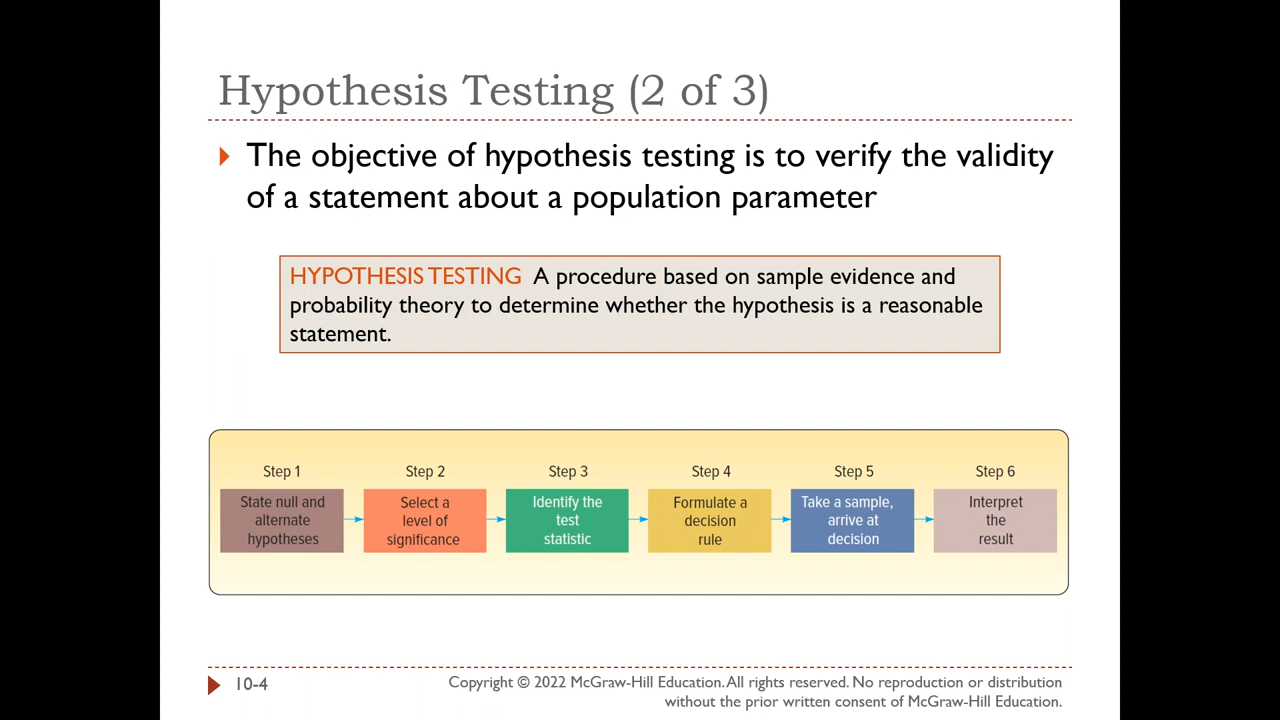 Hypothesis Testing (2 of 3)
The objective of hypothesis testing is to verify the validity
of a statement about a population parameter
HYPOTHESIS TESTING A procedure based on sample evidence and
probability theory to determine whether the hypothesis is a reasonable
statement.
Step 1
State null and
alternate
hypotheses
Step 2
Select a
level of
significance
Step 3
Identify the
test
statistic
Step 4
Formulate a
decision
rule
Step 5
Take a sample,
arrive at
decision
Step 6
Interpret
the
result
10-4
Copyright © 2022 McGraw-Hill Education. All rights reserved. No reproduction or distribution
without the prior written consent of McGraw-Hill Education.